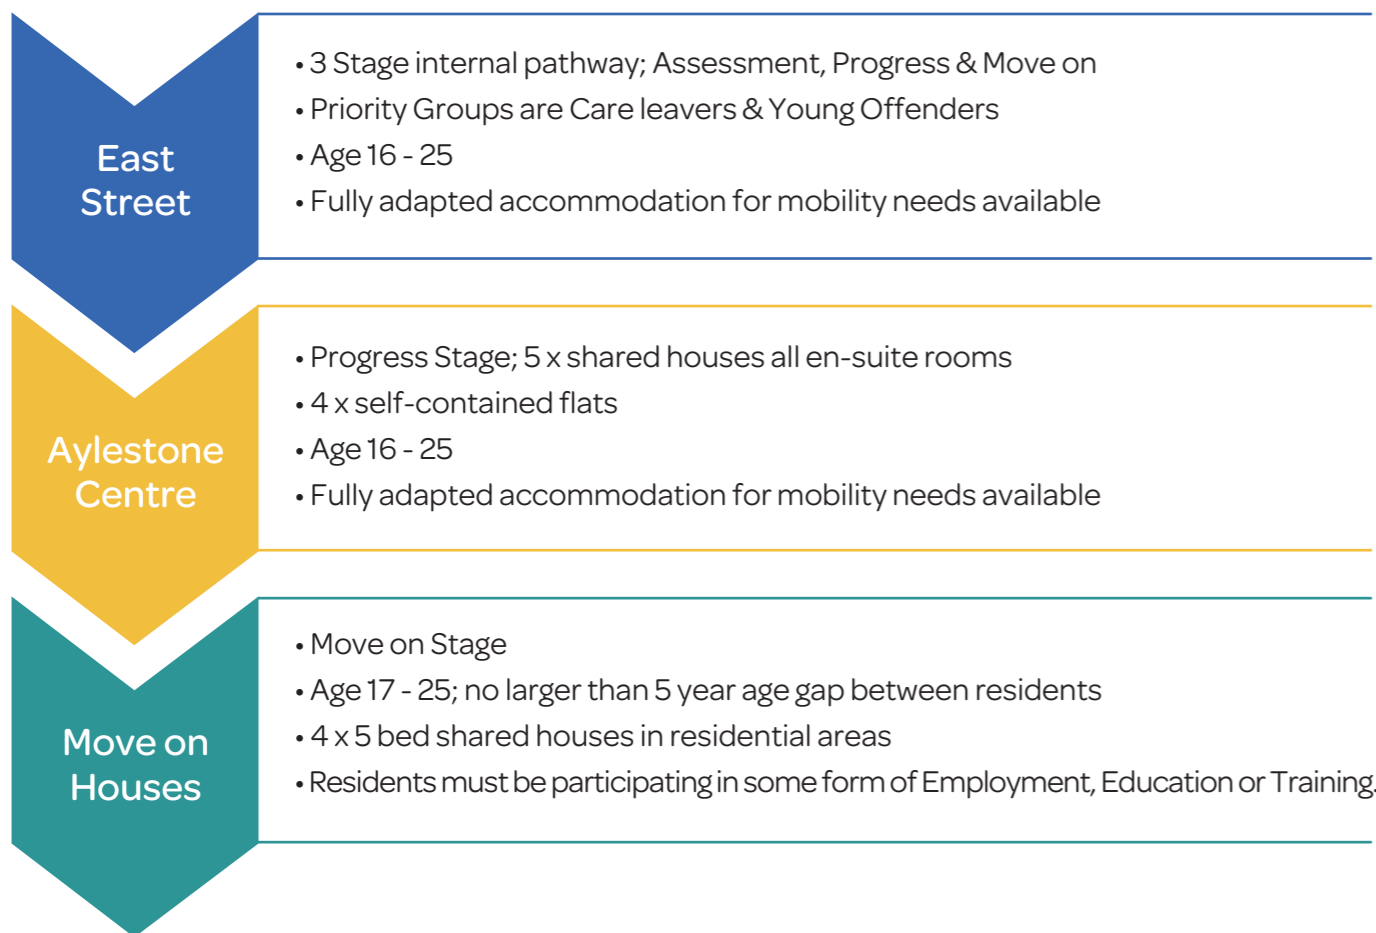 East
Street
• 3 Stage internal pathway; Assessment, Progress & Move on
• Priority Groups are Care leavers & Young Offenders
• Age 16 - 25
• Fully adapted accommodation for mobility needs available
Aylestone
Centre
• Progress Stage; 5 x shared houses all en-suite rooms
• 4 x self-contained flats
• Age 16 - 25
• Fully adapted accommodation for mobility needs available
Move on
Houses
• Move on Stage
• Age 17 - 25; no larger than 5 year age gap between residents
• 4 x 5 bed shared houses in residential areas
• Residents must be participating in some form of Employment, Education or Training.